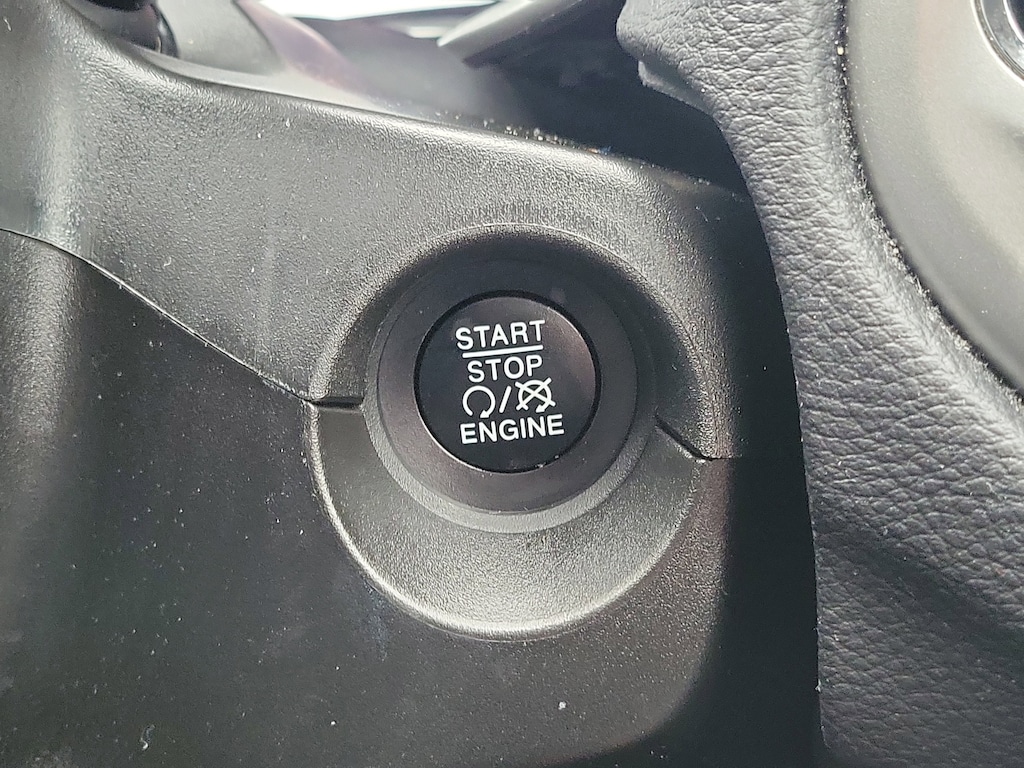 START
STOP
/
ENGINE